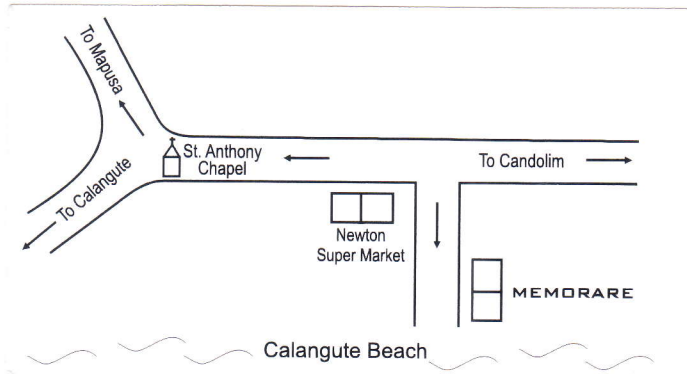 To Mapusa
To Calangute
St. Anthony
Chapel
To Candolim
Newton
Super Market
MEMORARE
Calangute Beach